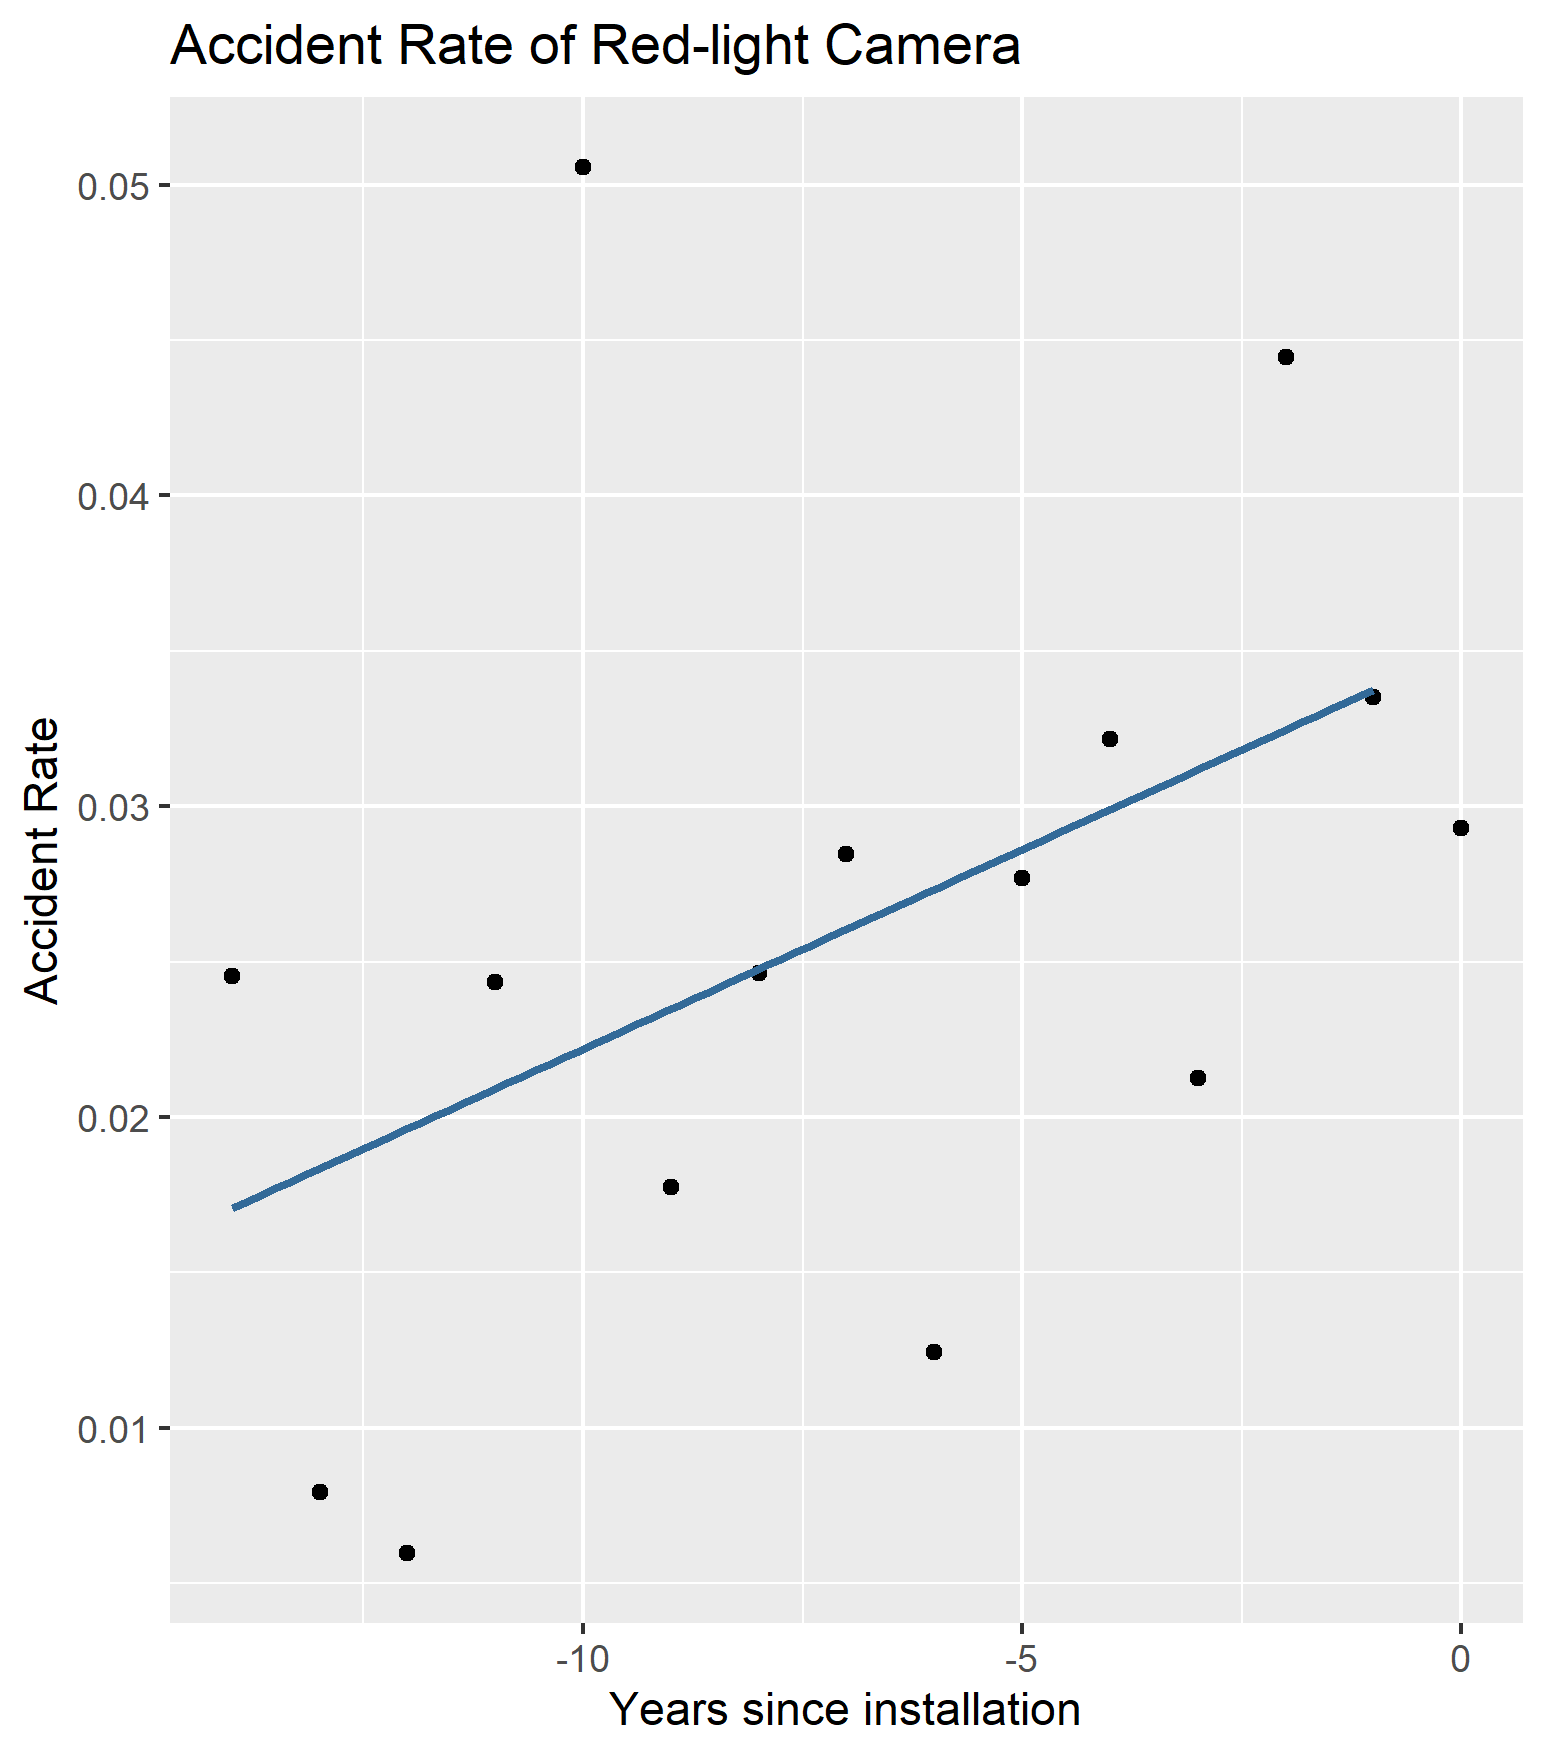 Accident Rate of Red-light Camera
Accident Rate
0.05
0.04
0.03
0.02
0.01
-10
-5
0
Years since installation